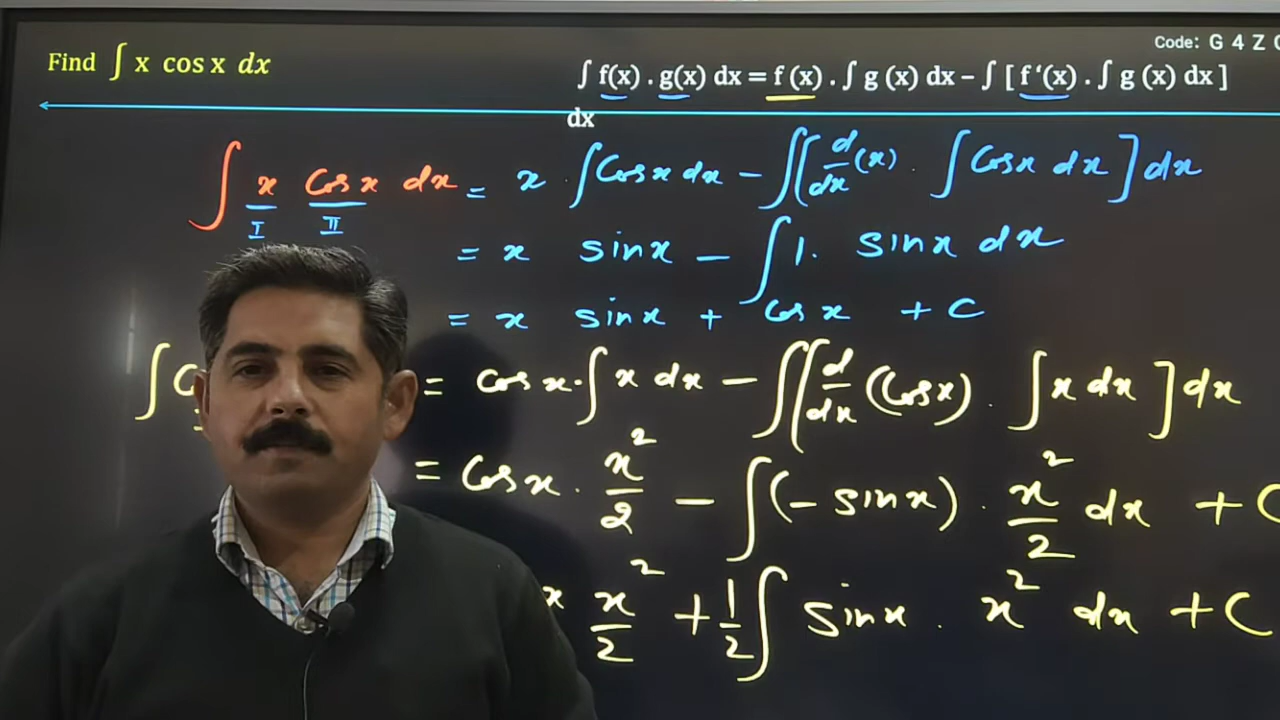 Code: G 4 Z
Find ∫ x cos x dx
∫ f(x) . g(x) dx = f (x) . ∫ g (x) dx – ∫ [ f '(x) . ∫ g (x) dx ]
dx
∫ x cos x dx = x . ∫ cos x dx – ∫ [ d/dx (x) . ∫ cos x dx ] dx
I II
= x sin x – ∫ 1. sin x dx
= x sin x + cos x + C
∫ = cos x . ∫ x dx – ∫ [ d/dx (cos x) . ∫ x dx ] dx
= cos x . x²/2 – ∫ (– sin x) . x²/2 dx + C
x x²/2 + 1/2 ∫ sin x . x² dx + C